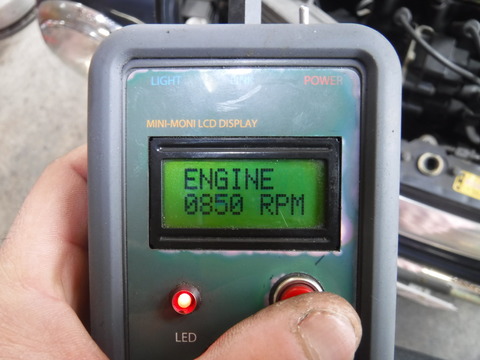 LIGHT POWER
MINI-MONI LCD DISPLAY
ENGINE
0850 RPM
LED